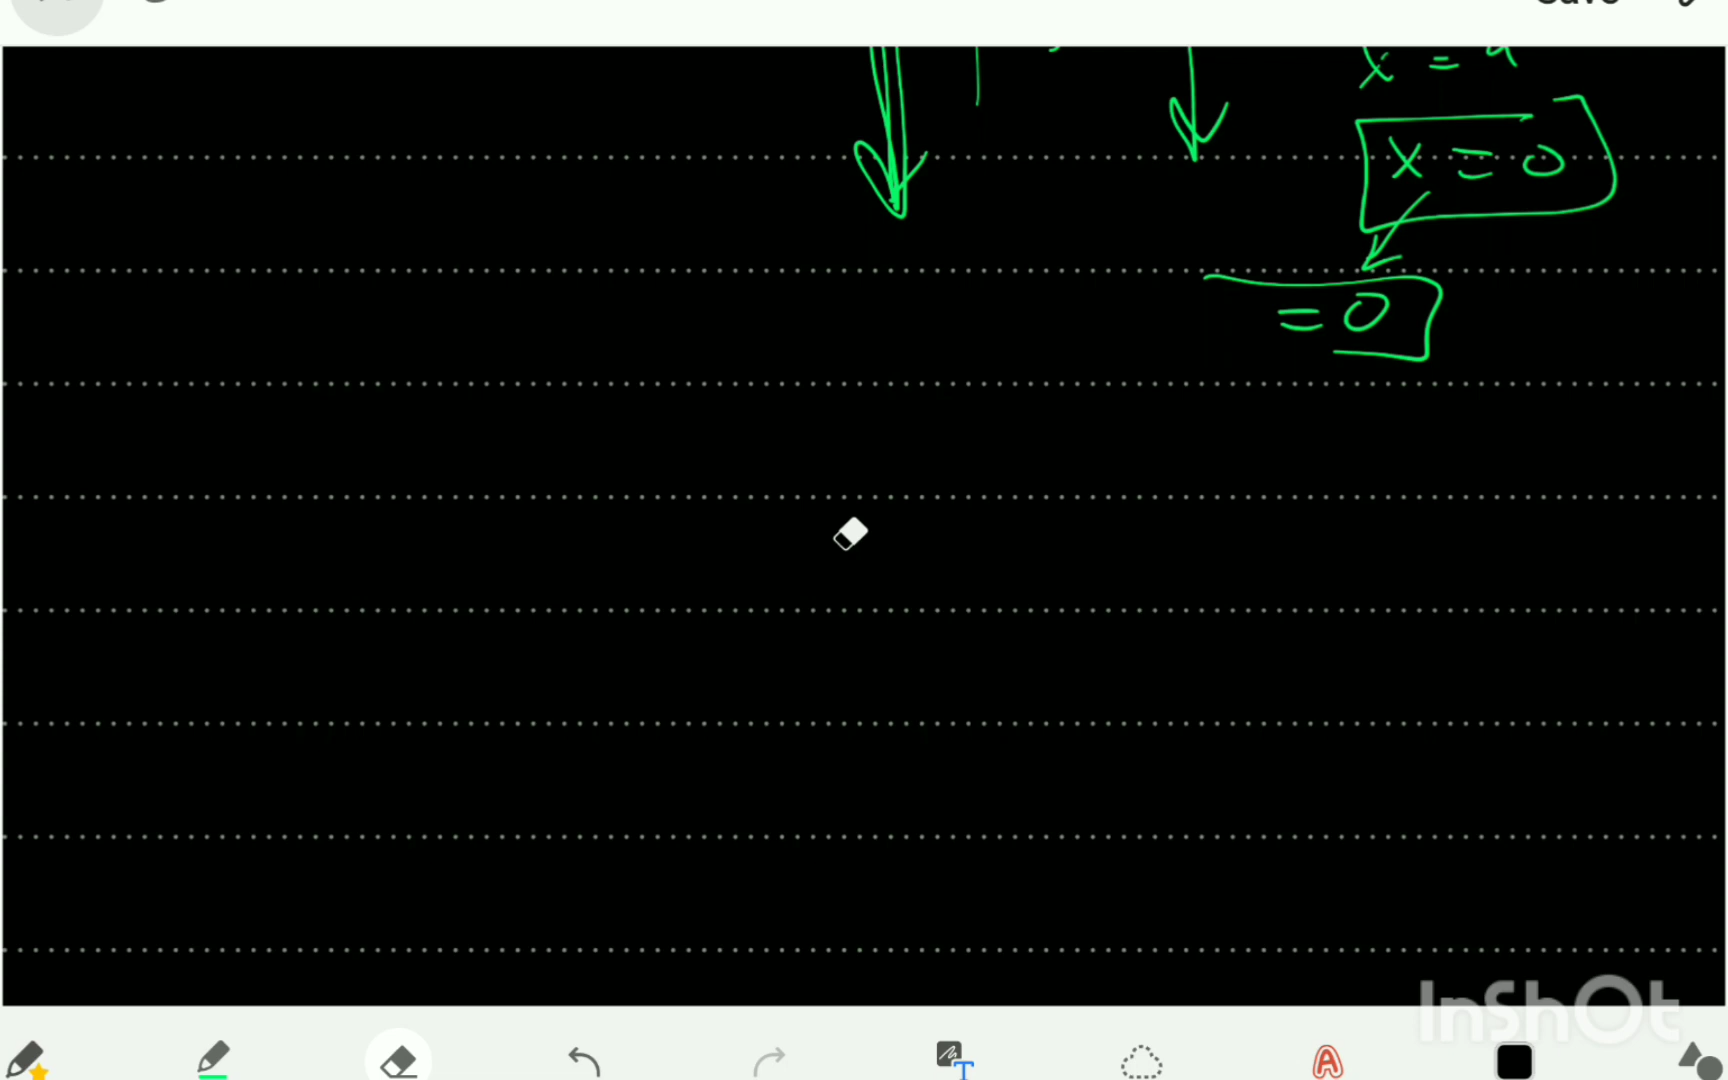 x = a
x = 0
= 0
InShOt